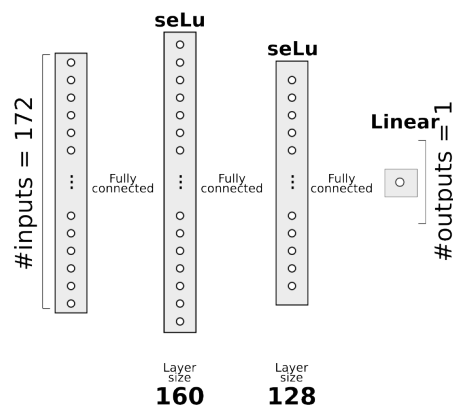 seLu
seLu
Linear
#inputs = 172
Fully
connected
Fully
connected
Fully
connected
#outputs = 1
Layer
size
160
Layer
size
128